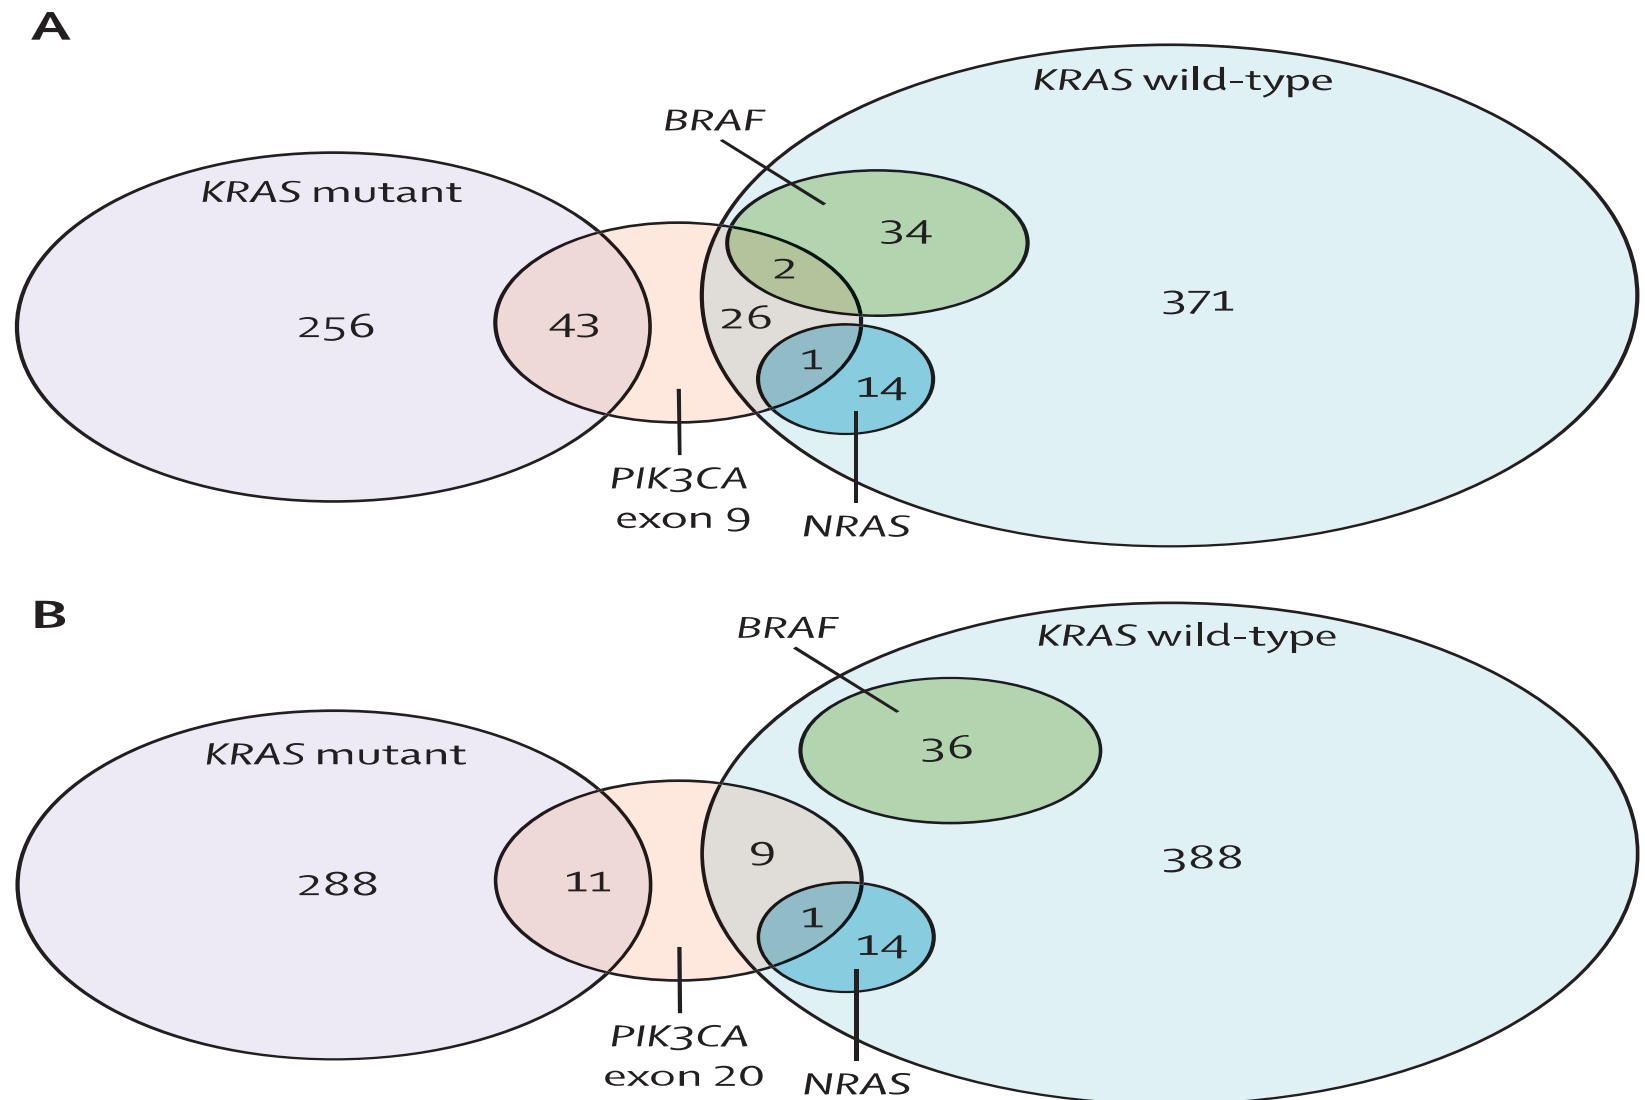 A
KRAS wild-type
BRAF
KRAS mutant
34
2
371
256
43
26
1
14
PIK3CA
exon 9
NRAS
B
BRAF
KRAS wild-type
KRAS mutant
36
9
388
288
11
1
14
PIK3CA
exon 20
NRAS